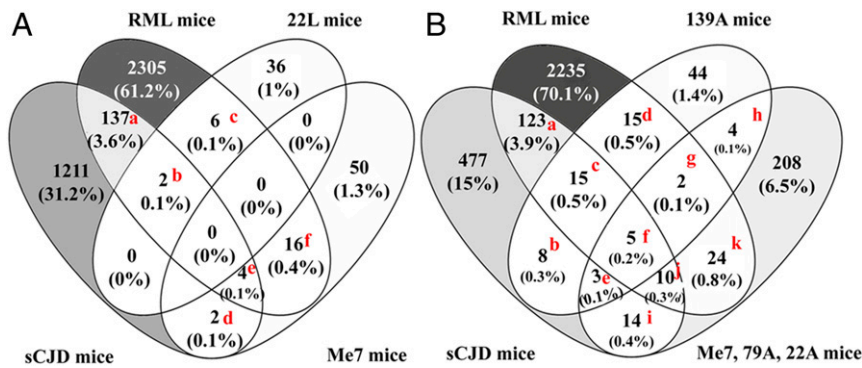 A
RML mice
22L mice
2305
(61.2%)
36
(1%)
137 a
(3.6%)
6 c
(0.1%)
0
(0%)
1211
(31.2%)
2 b
0.1%)
0
(0%)
50
(1.3%)
0
(0%)
0
(0%)
16 f
(0.4%)
4 e
(0.1%)
2 d
(0.1%)
sCJD mice
Me7 mice
B
RML mice
139A mice
2235
(70.1%)
44
(1.4%)
123 a
(3.9%)
15 d
(0.5%)
4 h
(0.1%)
477
(15%)
15 c
(0.5%)
2 g
(0.1%)
208
(6.5%)
8 b
(0.3%)
5 f
(0.2%)
24 k
(0.8%)
3 e
(0.1%)
10 j
(0.3%)
14 i
(0.4%)
sCJD mice
Me7, 79A, 22A mice